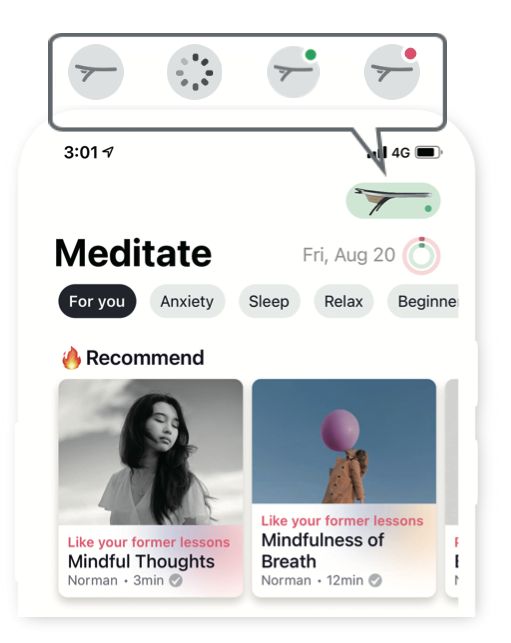 3:01
4G
Meditate
Fri, Aug 20
For you
Anxiety
Sleep
Relax
Beginne
🔥 Recommend
Like your former lessons
Mindful Thoughts
Norman • 3min
Like your former lessons
Mindfulness of
Breath
Norman • 12min